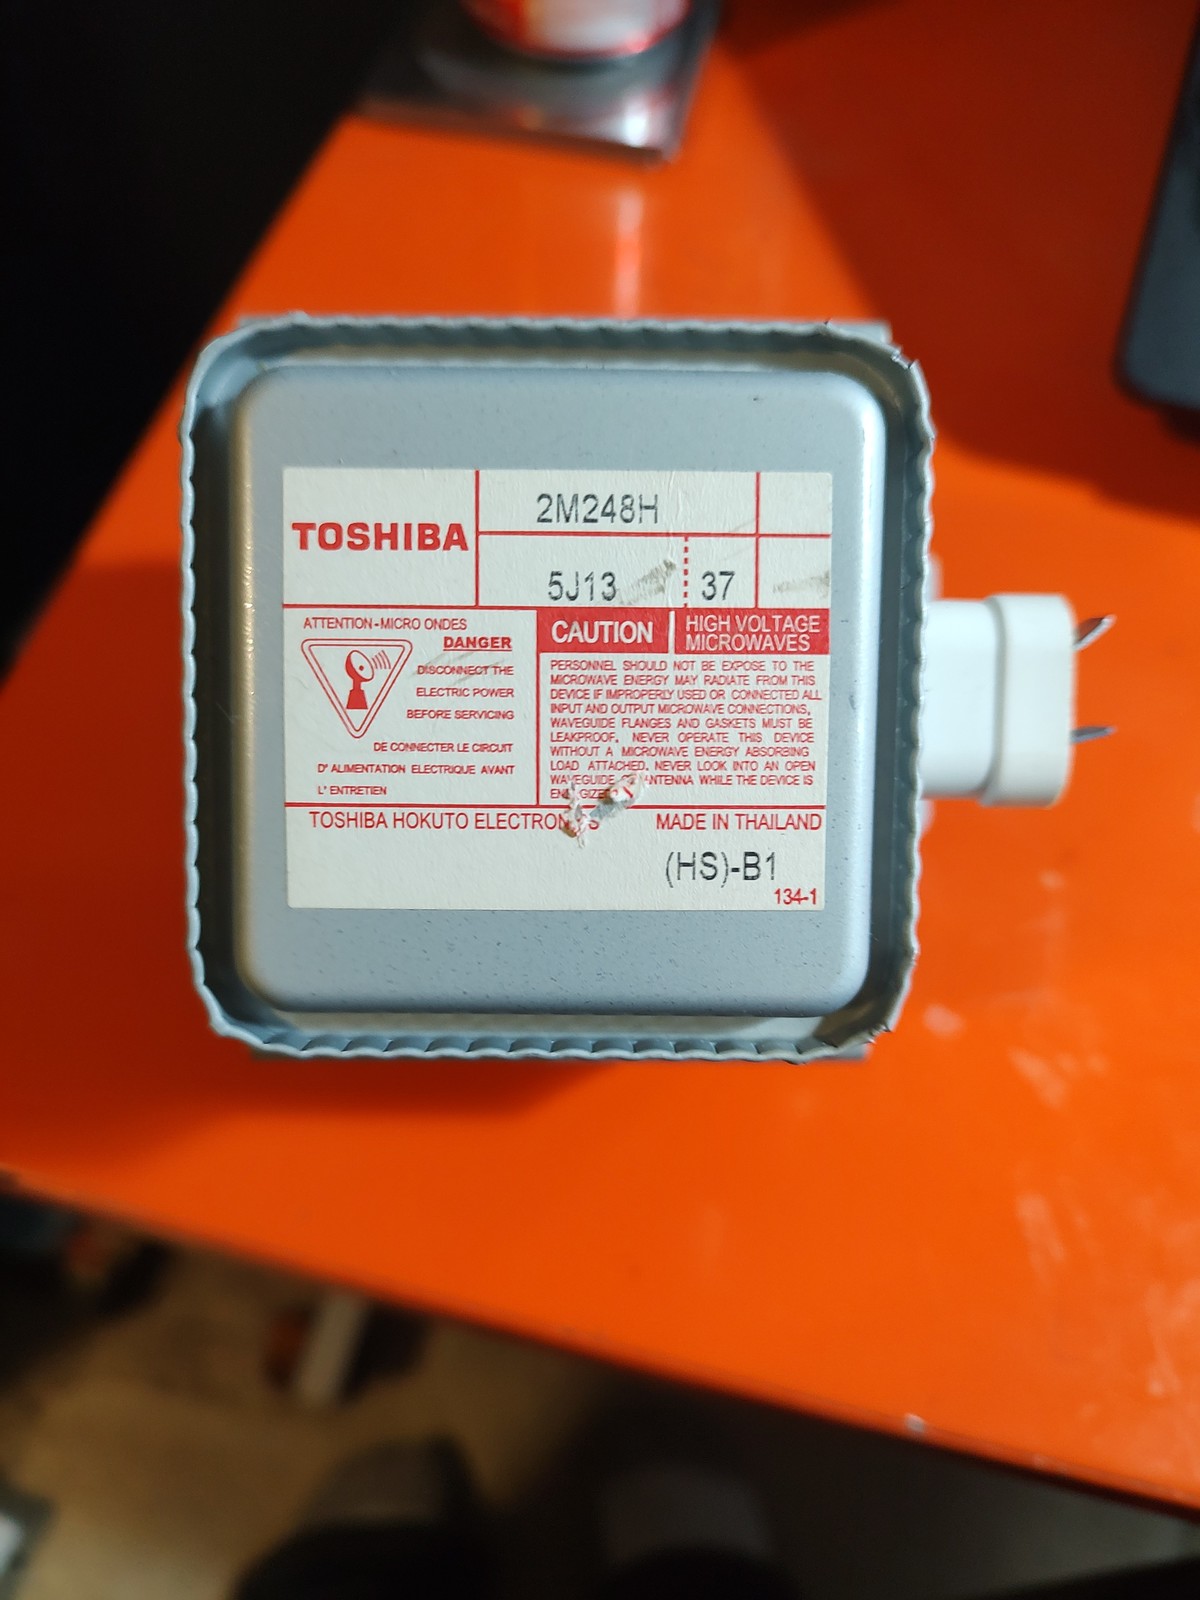 TOSHIBA
2M248H
5J13 37
ATTENTION-MICRO ONDES
DANGER
DISCONNECT THE
ELECTRIC POWER
BEFORE SERVICING
DE CONNECTER LE CIRCUIT
D' ALIMENTATION ELECTRIQUE AVANT
L' ENTRETIEN
CAUTION
HIGH VOLTAGE
MICROWAVES
PERSONNEL SHOULD NOT BE EXPOSE TO THE
MICROWAVE ENERGY MAY RADIATE FROM THIS
DEVICE IF IMPROPERLY USED OR CONNECTED ALL
INPUT AND OUTPUT MICROWAVE CONNECTIONS,
WAVEGUIDE FLANGES AND GASKETS MUST BE
LEAKPROOF. NEVER OPERATE THIS DEVICE
WITHOUT A MICROWAVE ENERGY ABSORBING
LOAD ATTACHED. NEVER LOOK INTO AN OPEN
WAVEGUIDE ANTENNA WHILE THE DEVICE IS
TOSHIBA HOKUTO ELECTRONICS MADE IN THAILAND
(HS)-B1
134-1